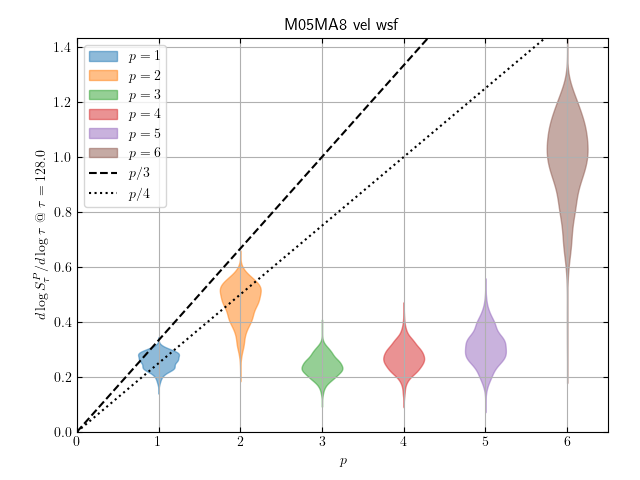 M05MA8 vel wsf
d log S_τ^P / d log τ @ τ = 128.0
1.4
1.2
1.0
0.8
0.6
0.4
0.2
0.0
p = 1
p = 2
p = 3
p = 4
p = 5
p = 6
p/3
p/4
0 1 2 3 4 5 6
p